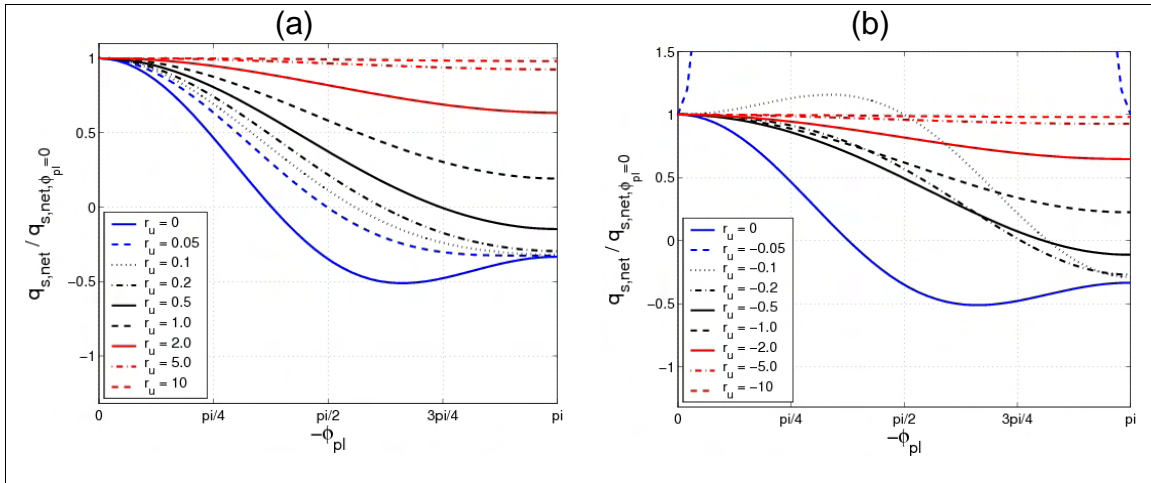 (a)
1
0.5
0
-0.5
-1
q_s,net / q_s,net,ϕ_pl=0
r_u = 0
r_u = 0.05
r_u = 0.1
r_u = 0.2
r_u = 0.5
r_u = 1.0
r_u = 2.0
r_u = 5.0
r_u = 10
0 pi/4 pi/2 3pi/4 pi
-ϕ_pl
(b)
1.5
1
0.5
0
-0.5
-1
q_s,net / q_s,net,ϕ_pl=0
r_u = 0
r_u = -0.05
r_u = -0.1
r_u = -0.2
r_u = -0.5
r_u = -1.0
r_u = -2.0
r_u = -5.0
r_u = -10
0 pi/4 pi/2 3pi/4 pi
-ϕ_pl